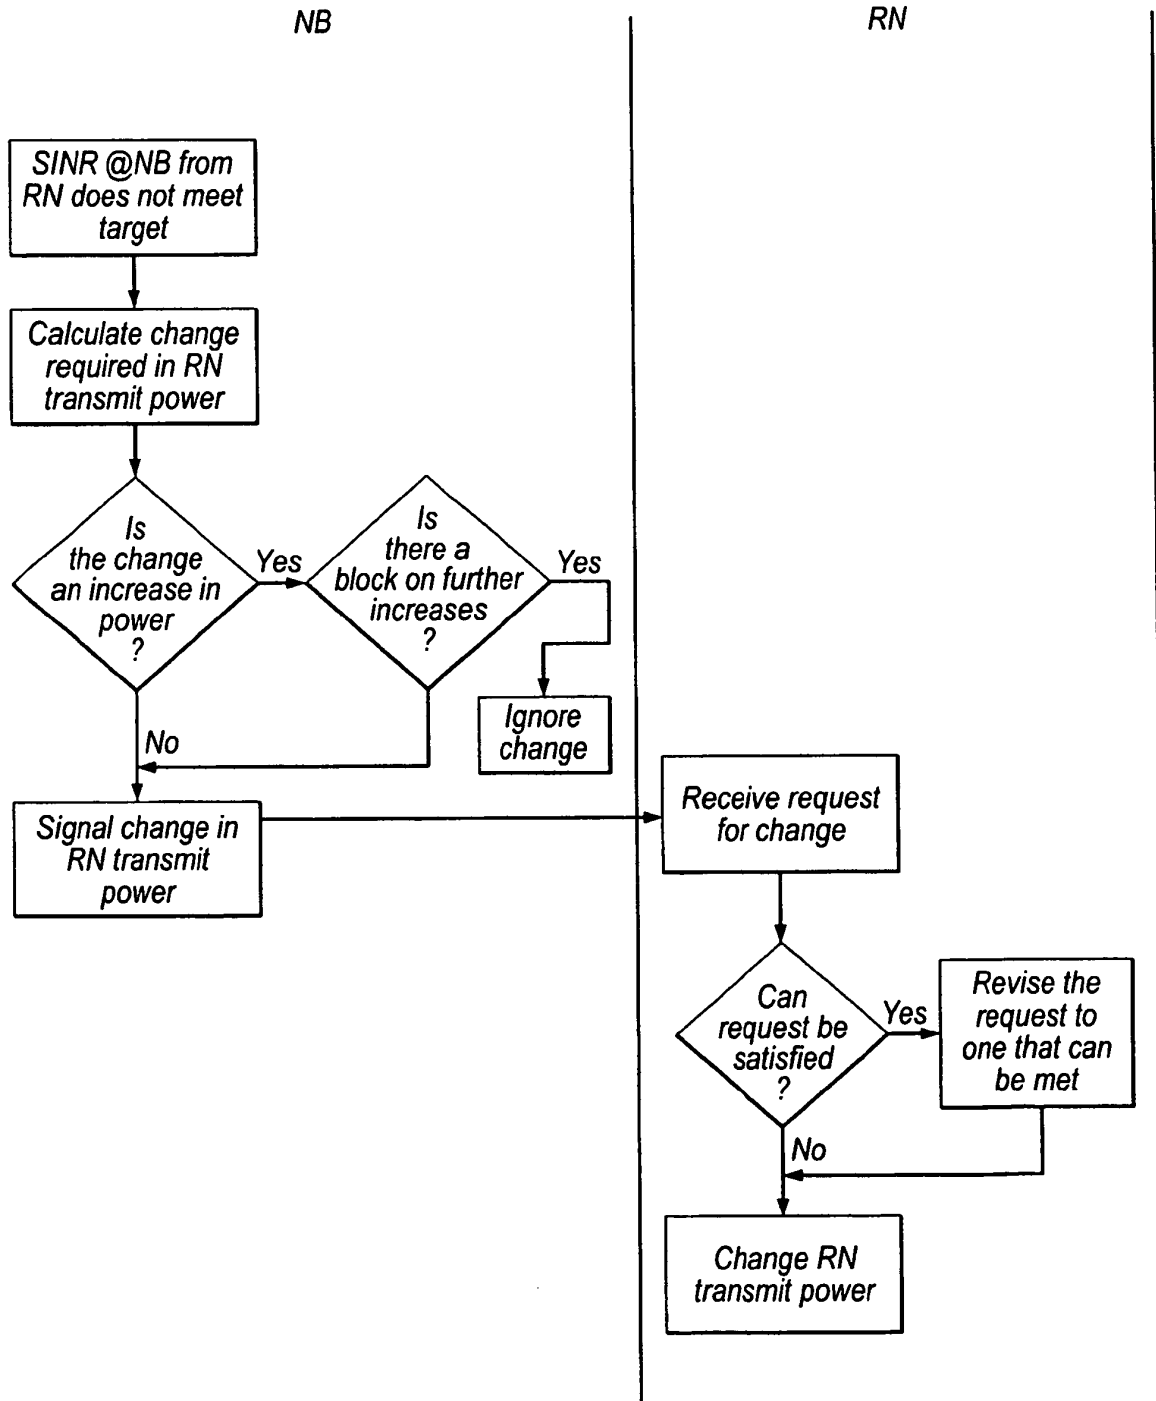 NB
RN
SINR @NB from
RN does not meet
target
Calculate change
required in RN
transmit power
Is
the change
an increase in
power
?
Yes
Is
there a
block on further
increases
?
Yes
Ignore
change
No
Signal change in
RN transmit
power
Receive request
for change
Can
request be
satisfied
?
Yes
Revise the
request to
one that can
be met
No
Change RN
transmit power